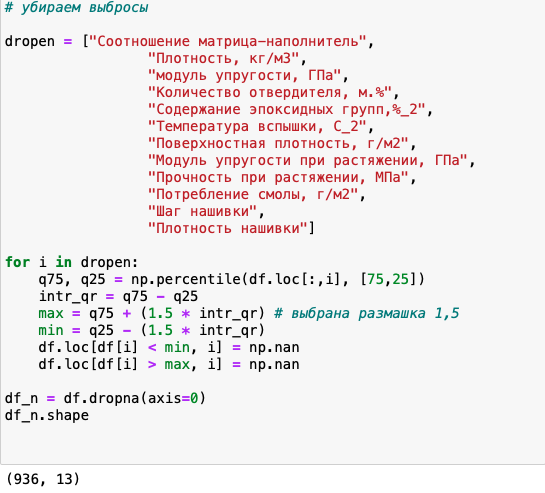 # убираем выбросы
dropen = ["Соотношение матрица-наполнитель",
"Плотность, кг/м3",
"модуль упругости, ГПа",
"Количество отвердителя, м.%",
"Содержание эпоксидных групп,%_2",
"Температура вспышки, С_2",
"Поверхностная плотность, г/м2",
"Модуль упругости при растяжении, ГПа",
"Прочность при растяжении, МПа",
"Потребление смолы, г/м2",
"Шаг нашивки",
"Плотность нашивки"]
for i in dropen:
q75, q25 = np.percentile(df.loc[:,i], [75,25])
intr_qr = q75 - q25
max = q75 + (1.5 * intr_qr) # выбрана размашка 1,5
min = q25 - (1.5 * intr_qr)
df.loc[df[i] < min, i] = np.nan
df.loc[df[i] > max, i] = np.nan
df_n = df.dropna(axis=0)
df_n.shape
(936, 13)